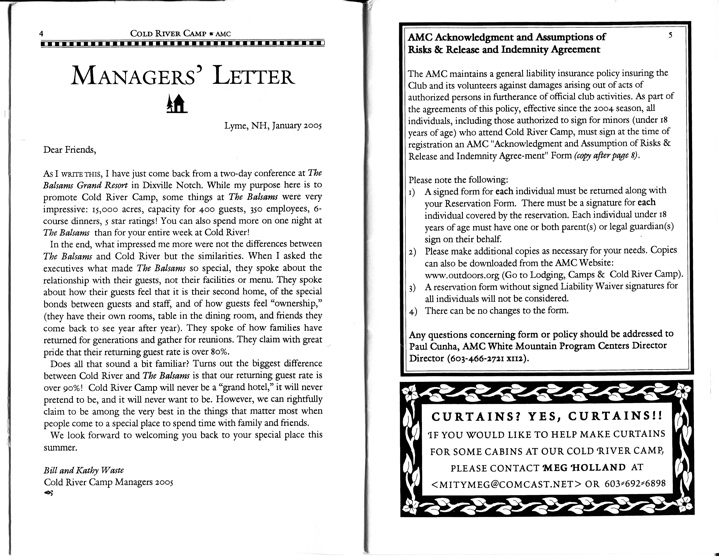 4
COLD RIVER CAMP ● AMC
MANAGERS' LETTER
Lyme, NH, January 2005
Dear Friends,
AS I WRITE THIS, I have just come back from a two-day conference at The
Balsams Grand Resort in Dixville Notch. While my purpose here is to
promote Cold River Camp, some things at The Balsams were very
impressive: 15,000 acres, capacity for 400 guests, 350 employees, 6-
course dinners, 5 star ratings! You can also spend more on one night at
The Balsams than for your entire week at Cold River!
In the end, what impressed me more were not the differences between
The Balsams and Cold River but the similarities. When I asked the
executives what made The Balsams so special, they spoke about the
relationship with their guests, not their facilities or menu. They spoke
about how their guests feel that it is their second home, of the special
bonds between guests and staff, and of how guests feel "ownership,"
(they have their own rooms, table in the dining room, and friends they
come back to see year after year). They spoke of how families have
returned for generations and gather for reunions. They claim with great
pride that their returning guest rate is over 80%.
Does all that sound a bit familiar? Turns out the biggest difference
between Cold River and The Balsams is that our returning guest rate is
over 90%! Cold River Camp will never be a "grand hotel," it will never
pretend to be, and it will never want to be. However, we can rightfully
claim to be among the very best in the things that matter most when
people come to a special place to spend time with family and friends.
We look forward to welcoming you back to your special place this
summer.
Bill and Kathy Waste
Cold River Camp Managers 2005
5
AMC Acknowledgment and Assumptions of
Risks & Release and Indemnity Agreement
The AMC maintains a general liability insurance policy insuring the
Club and its volunteers against damages arising out of acts of
authorized persons in furtherance of official club activities. As part of
the agreements of this policy, effective since the 2004 season, all
individuals, including those authorized to sign for minors (under 18
years of age) who attend Cold River Camp, must sign at the time of
registration an AMC "Acknowledgment and Assumption of Risks &
Release and Indemnity Agree-ment" Form (copy after page 8).
Please note the following:
1) A signed form for each individual must be returned along with
your Reservation Form. There must be a signature for each
individual covered by the reservation. Each individual under 18
years of age must have one or both parent(s) or legal guardian(s)
sign on their behalf.
2) Please make additional copies as necessary for your needs. Copies
can also be downloaded from the AMC Website:
www.outdoors.org (Go to Lodging, Camps & Cold River Camp).
3) A reservation form without signed Liability Waiver signatures for
all individuals will not be considered.
4) There can be no changes to the form.
Any questions concerning form or policy should be addressed to
Paul Cunha, AMC White Mountain Program Centers Director
Director (603-466-2721 X112).
CURTAINS? YES, CURTAINS!!
IF YOU WOULD LIKE TO HELP MAKE CURTAINS
FOR SOME CABINS AT OUR COLD RIVER CAMP,
PLEASE CONTACT MEG HOLLAND AT
<MITYMEG@COMCAST.NET> OR 603-692-6898